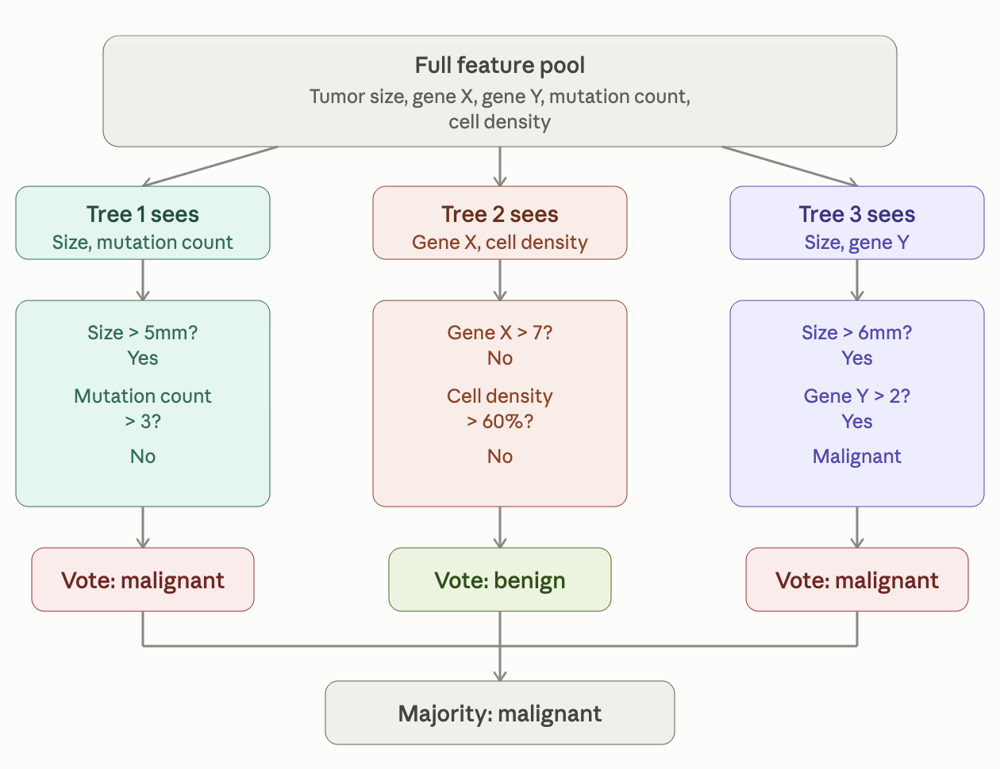 Full feature pool
Tumor size, gene X, gene Y, mutation count,
cell density
Tree 1 sees
Size, mutation count
Tree 2 sees
Gene X, cell density
Tree 3 sees
Size, gene Y
Size > 5mm?
Yes
Mutation count
> 3?
No
Gene X > 7?
No
Cell density
> 60%?
No
Size > 6mm?
Yes
Gene Y > 2?
Yes
Malignant
Vote: malignant
Vote: benign
Vote: malignant
Majority: malignant